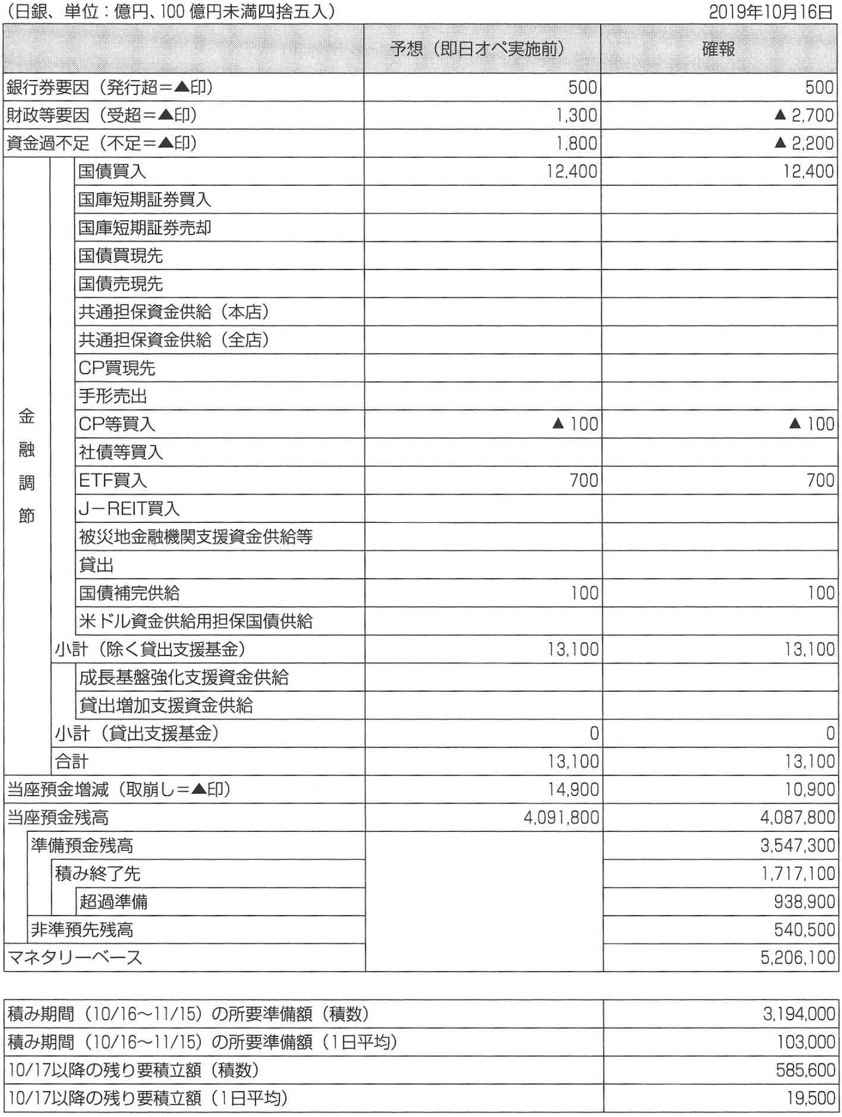 （日銀、単位：億円、100億円未満四捨五入） 2019年10月16日
予想（即日オペ実施前） 確報
銀行券要因（発行超＝▲印） 500 500
財政等要因（受超＝▲印） 1,300 ▲ 2,700
資金過不足（不足＝▲印） 1,800 ▲ 2,200
金融調節
国債買入 12,400 12,400
国庫短期証券買入
国庫短期証券売却
国債買現先
国債売現先
共通担保資金供給（本店）
共通担保資金供給（全店）
CP買現先
手形売出
CP等買入 ▲ 100 ▲ 100
社債等買入
ETF買入 700 700
J－REIT買入
被災地金融機関支援資金供給等
貸出
国債補完供給 100 100
米ドル資金供給用担保国債供給
小計（除く貸出支援基金） 13,100 13,100
成長基盤強化支援資金供給
貸出増加支援資金供給
小計（貸出支援基金） 0 0
合計 13,100 13,100
当座預金増減（取崩し＝▲印） 14,900 10,900
当座預金残高 4,091,800 4,087,800
準備預金残高 3,547,300
積み終了先 1,717,100
超過準備 938,900
非準預先残高 540,500
マネタリーベース 5,206,100
積み期間（10/16～11/15）の所要準備額（積数） 3,194,000
積み期間（10/16～11/15）の所要準備額（1日平均） 103,000
10/17以降の残り要積立額（積数） 585,600
10/17以降の残り要積立額（1日平均） 19,500